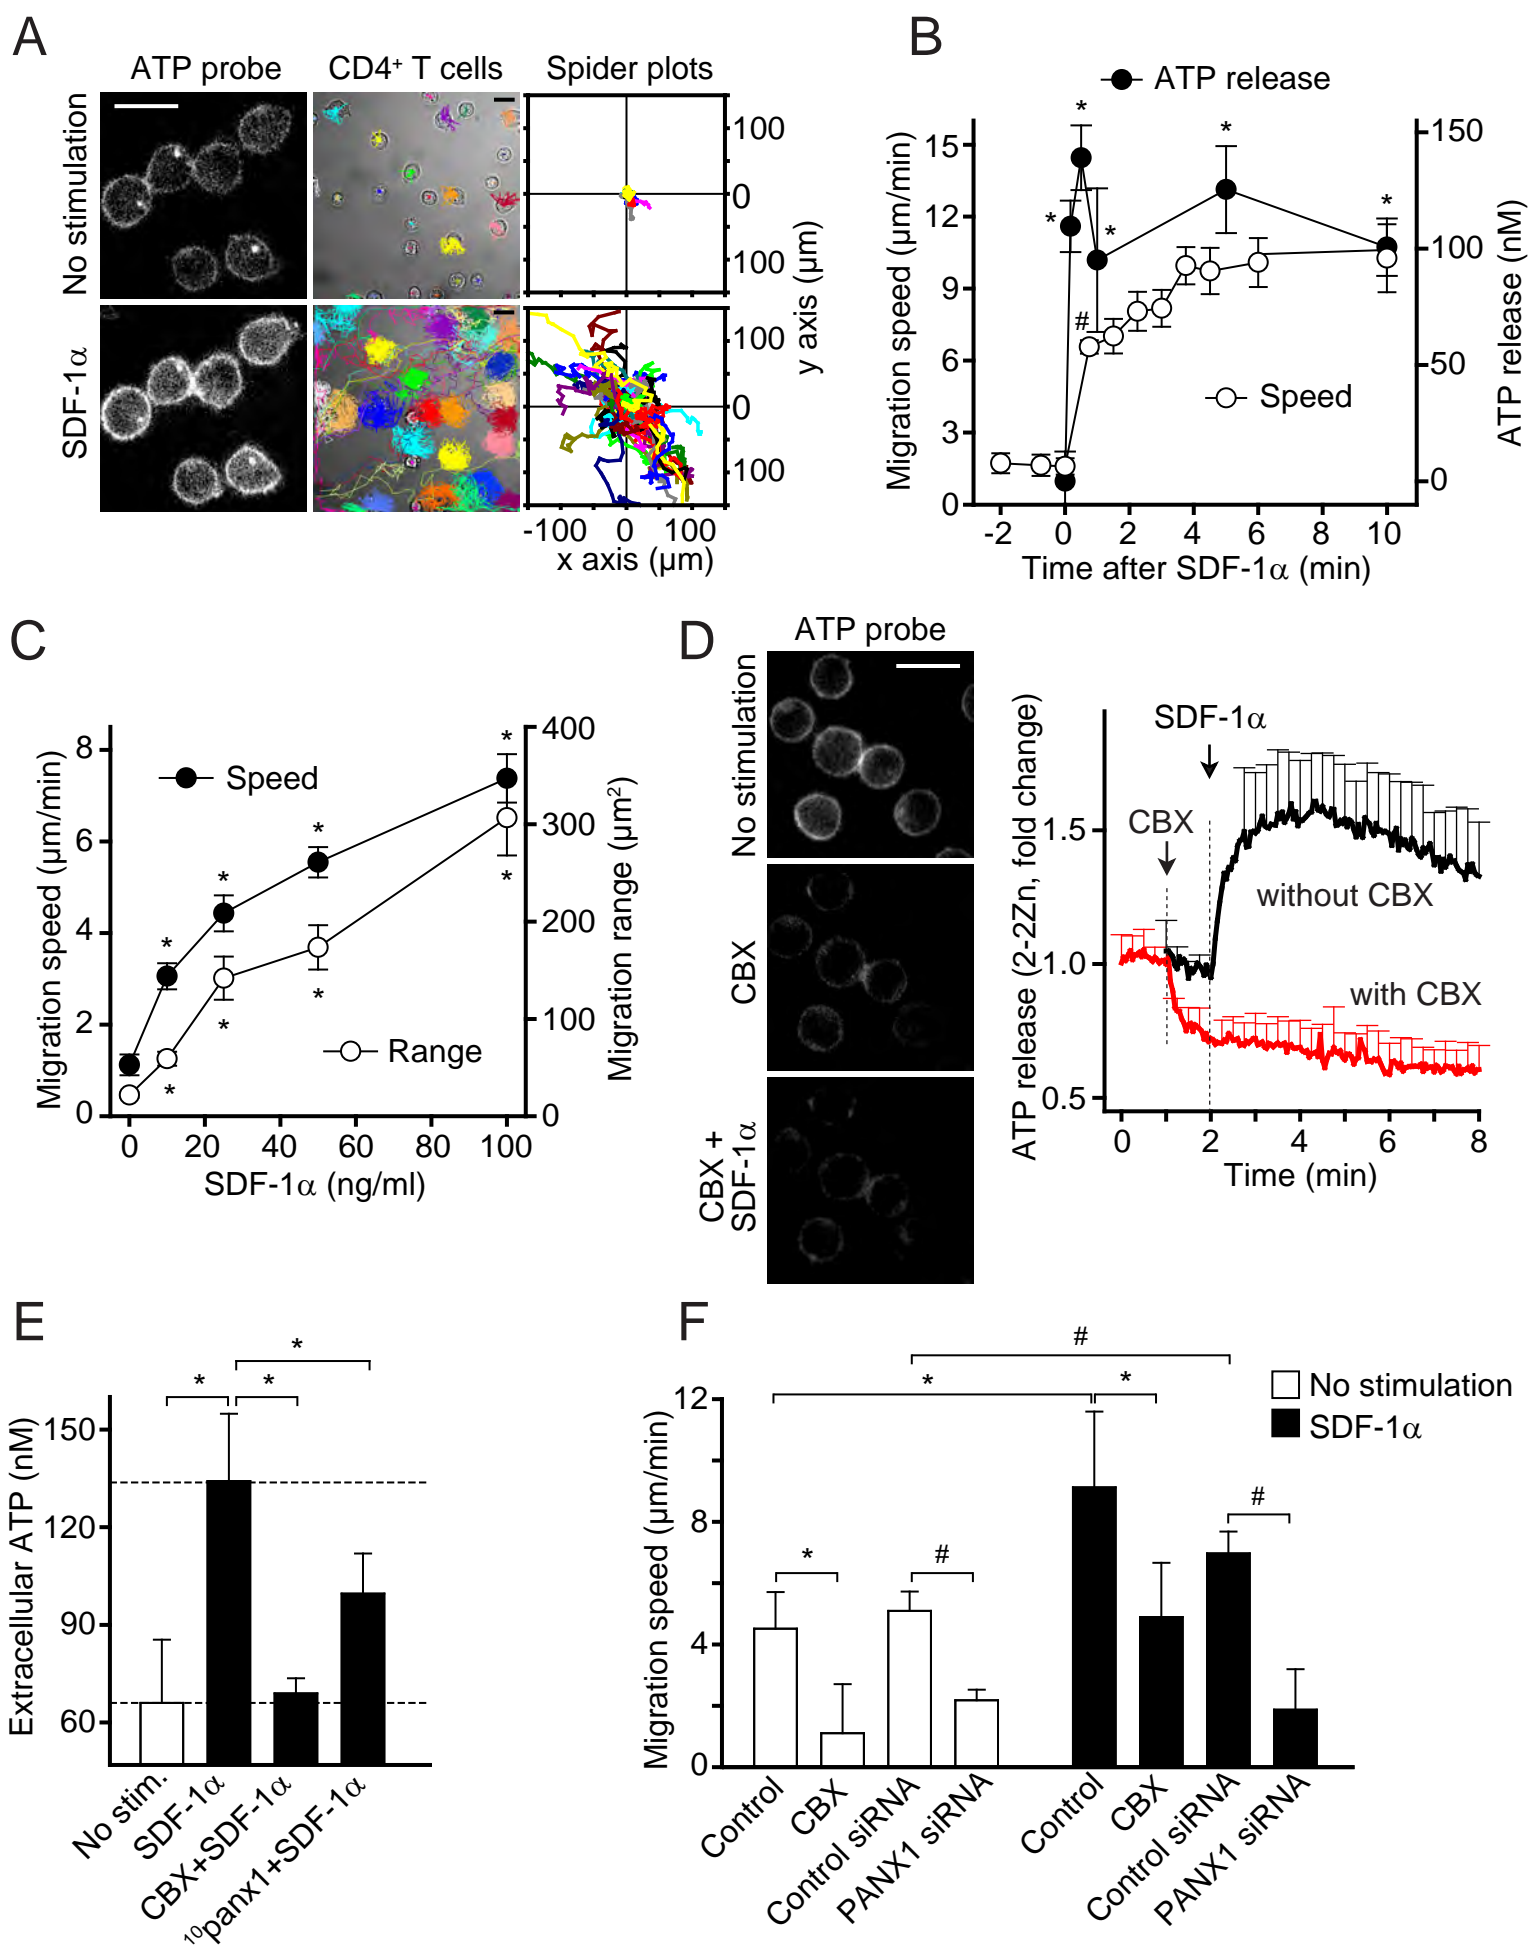 A
ATP probe
CD4+ T cells
Spider plots
No stimulation
100
0
100
SDF-1α
100
0
100
y axis (µm)
-100
0
100
x axis (µm)
B
ATP release
Migration speed (µm/min)
15
12
9
6
3
0
*
*
*
*
*
#
Speed
150
100
50
0
ATP release (nM)
-2
0
2
4
6
8
10
Time after SDF-1α (min)
C
Migration speed (µm/min)
8
6
4
2
0
Speed
Range
*
*
*
*
*
*
*
*
400
300
200
100
0
Migration range (µm²)
0
20
40
60
80
100
SDF-1α (ng/ml)
D
ATP probe
No stimulation
CBX
CBX +
SDF-1α
ATP release (2-2Zn, fold change)
1.5
1.0
0.5
SDF-1α
CBX
without CBX
with CBX
0
2
4
6
8
Time (min)
E
Extracellular ATP (nM)
150
120
90
60
*
*
*
No stim.
SDF-1α
CBX+SDF-1α
¹⁰panx1+SDF-1α
F
#
*
*
*
#
#
No stimulation
SDF-1α
Migration speed (µm/min)
12
8
4
0
Control
CBX
Control siRNA
PANX1 siRNA
Control
CBX
Control siRNA
PANX1 siRNA